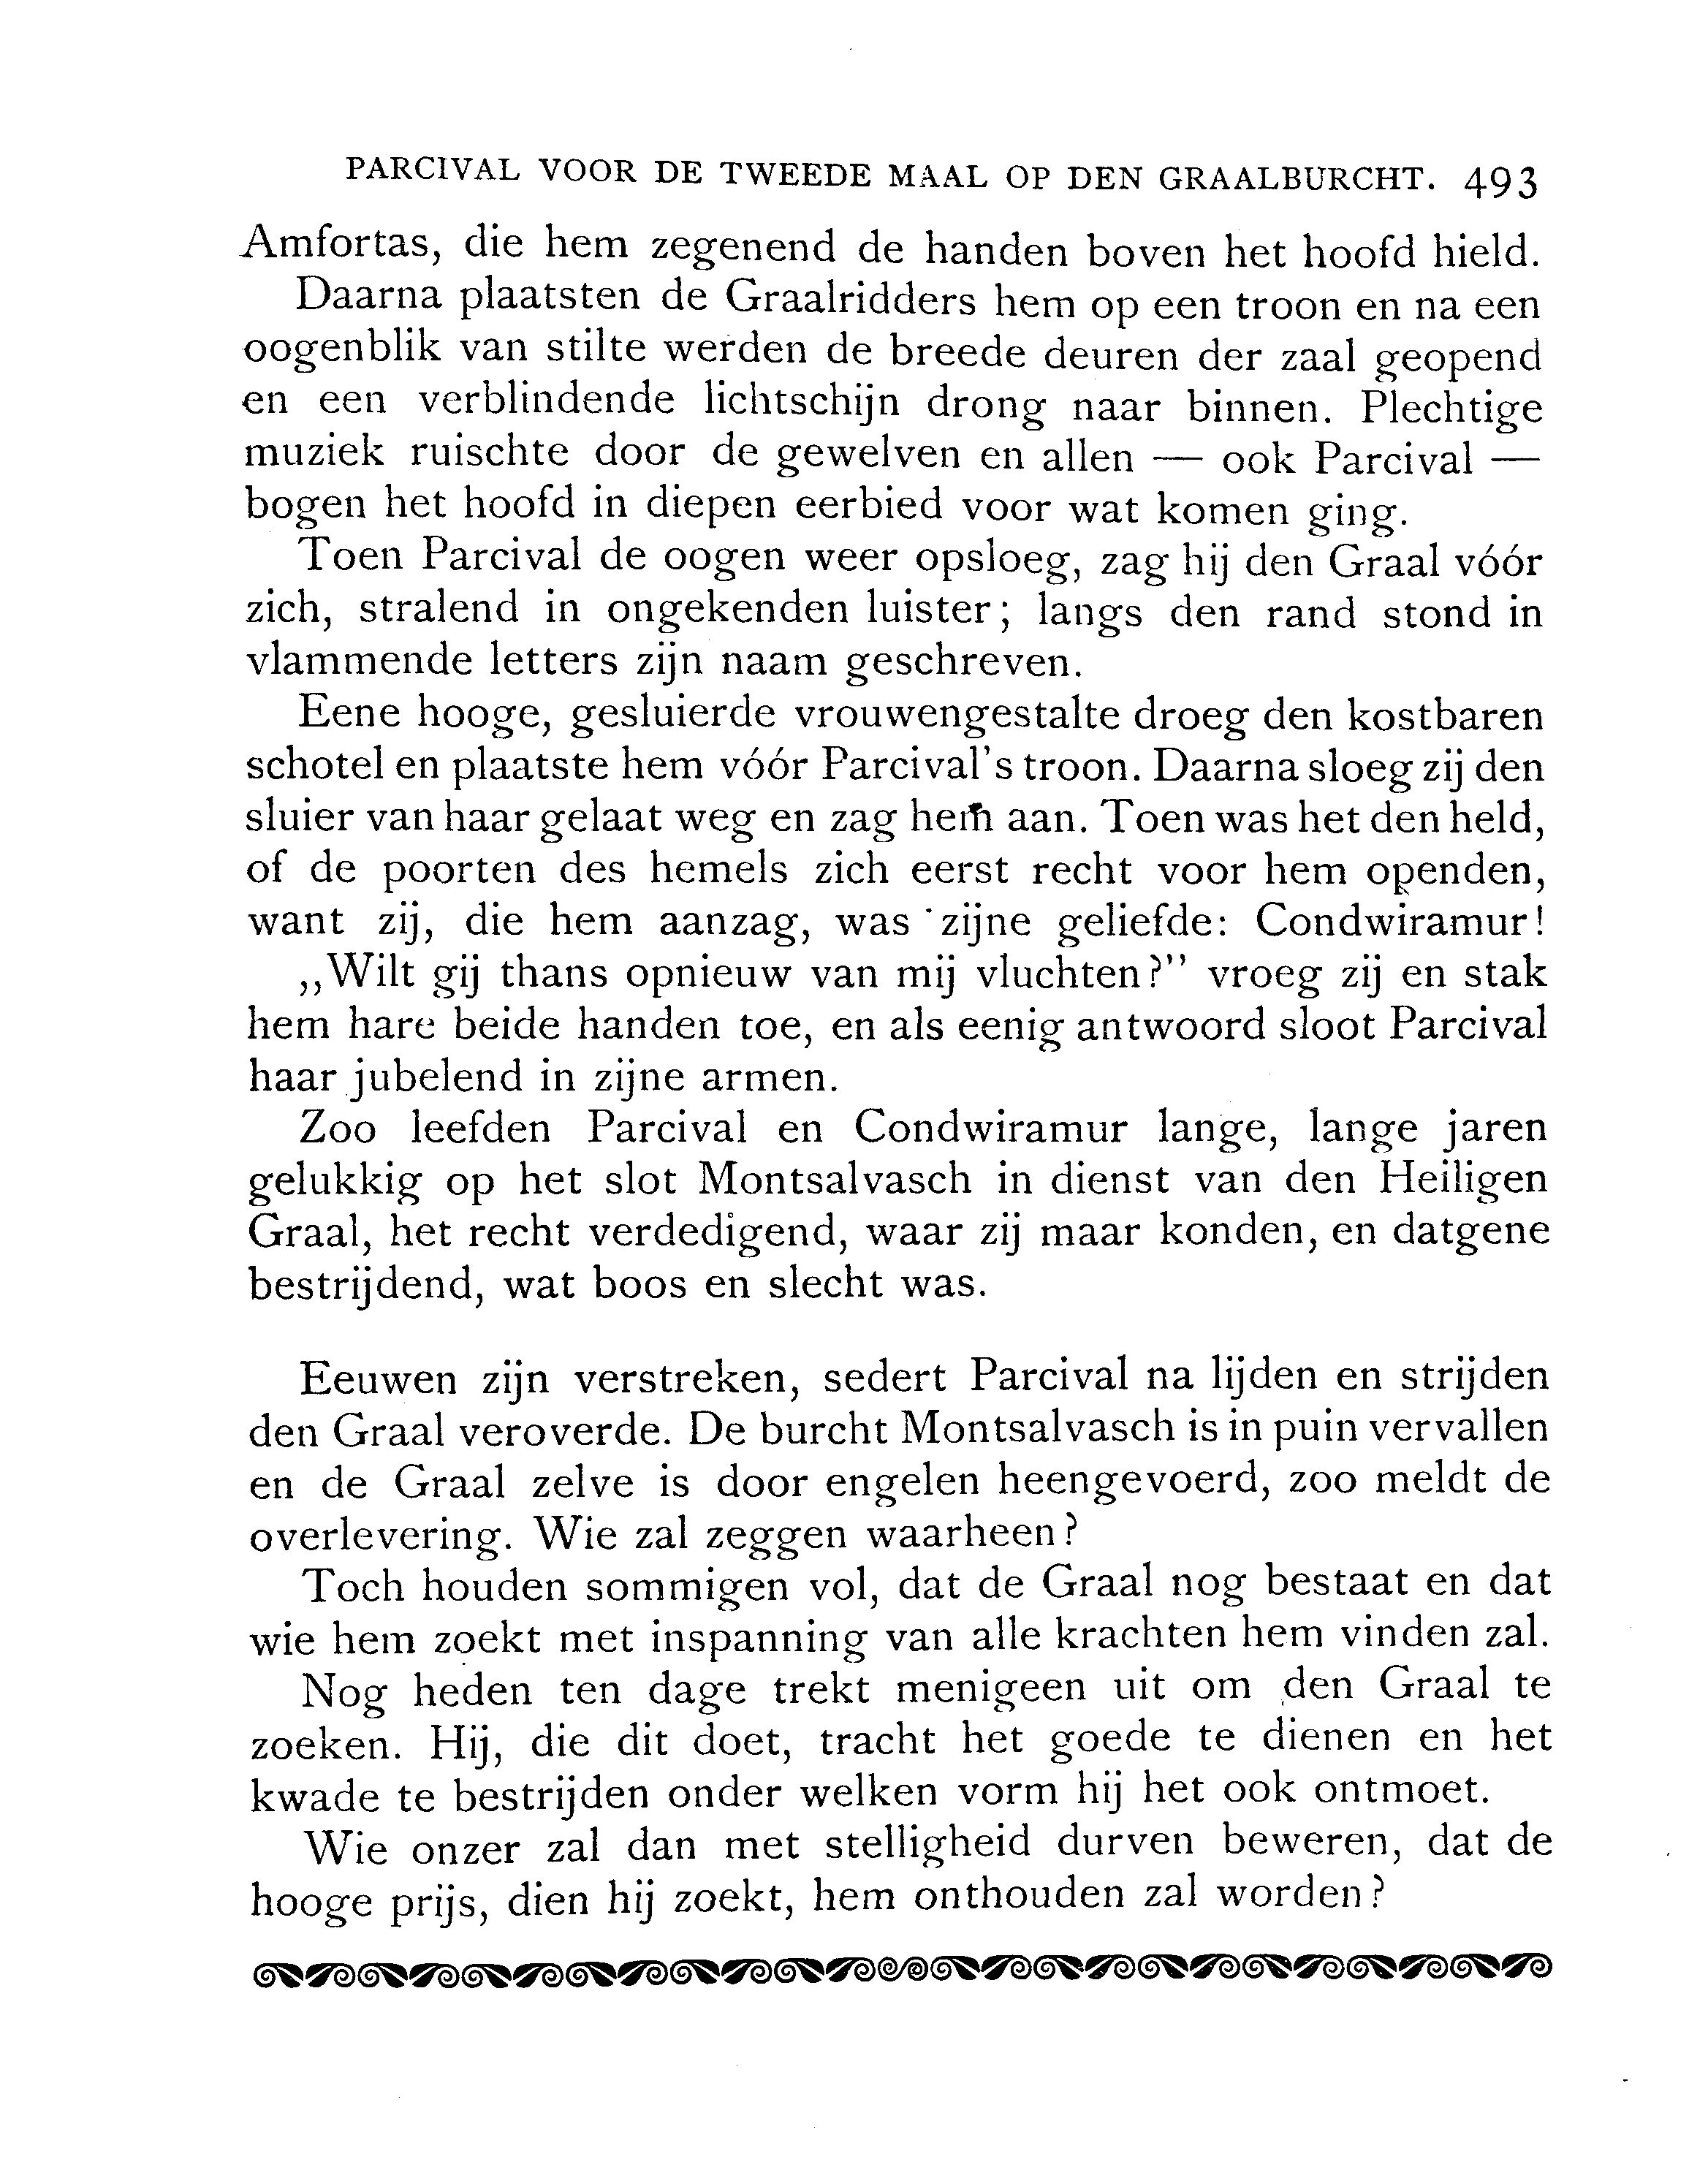 PARCIVAL VOOR DE TWEEDE MAAL OP DEN GRAALBURCHT. 493
Amfortas, die hem zegenend de handen boven het hoofd hield.
Daarna plaatsten de Graalridders hem op een troon en na een
oogenblik van stilte werden de breede deuren der zaal geopend
en een verblindende lichtschijn drong naar binnen. Plechtige
muziek ruischte door de gewelven en allen — ook Parcival —
bogen het hoofd in diepen eerbied voor wat komen ging.
Toen Parcival de oogen weer opsloeg, zag hij den Graal vóór
zich, stralend in ongekenden luister; langs den rand stond in
vlammende letters zijn naam geschreven.
Eene hooge, gesluierde vrouwengestalte droeg den kostbaren
schotel en plaatste hem vóór Parcival's troon. Daarna sloeg zij den
sluier van haar gelaat weg en zag hem aan. Toen was het den held,
of de poorten des hemels zich eerst recht voor hem openden,
want zij, die hem aanzag, was zijne geliefde: Condwiramur!
„Wilt gij thans opnieuw van mij vluchten?" vroeg zij en stak
hem hare beide handen toe, en als eenig antwoord sloot Parcival
haar jubelend in zijne armen.
Zoo leefden Parcival en Condwiramur lange, lange jaren
gelukkig op het slot Montsalvasch in dienst van den Heiligen
Graal, het recht verdedigend, waar zij maar konden, en datgene
bestrijdend, wat boos en slecht was.
Eeuwen zijn verstreken, sedert Parcival na lijden en strijden
den Graal veroverde. De burcht Montsalvasch is in puin vervallen
en de Graal zelve is door engelen heengevoerd, zoo meldt de
overlevering. Wie zal zeggen waarheen?
Toch houden sommigen vol, dat de Graal nog bestaat en dat
wie hem zoekt met inspanning van alle krachten hem vinden zal.
Nog heden ten dage trekt menigeen uit om den Graal te
zoeken. Hij, die dit doet, tracht het goede te dienen en het
kwade te bestrijden onder welken vorm hij het ook ontmoet.
Wie onzer zal dan met stelligheid durven beweren, dat de
hooge prijs, dien hij zoekt, hem onthouden zal worden?